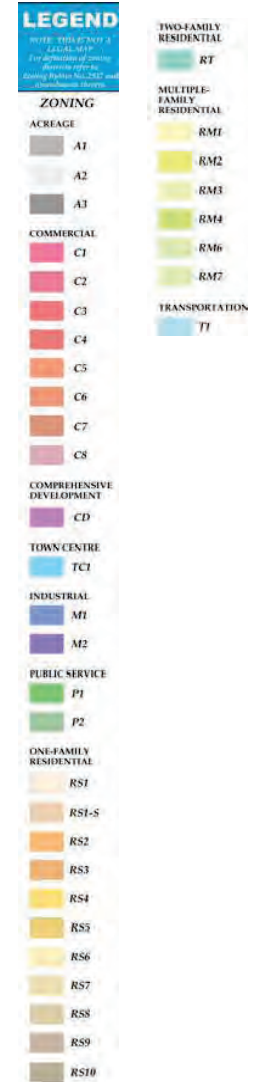 LEGEND
NOTE: THIS IS NOT A
LEGAL MAP
For definition of zoning
districts refer to
Zoning Bylaw No. 2937 and
amendments thereto.
ZONING
ACREAGE
A1
A2
A3
COMMERCIAL
C1
C2
C3
C4
C5
C6
C7
C8
COMPREHENSIVE
DEVELOPMENT
CD
TOWN CENTRE
TC1
INDUSTRIAL
M1
M2
PUBLIC SERVICE
P1
P2
ONE-FAMILY
RESIDENTIAL
RS1
RS1-S
RS2
RS3
RS4
RS5
RS6
RS7
RS8
RS9
RS10
TWO-FAMILY
RESIDENTIAL
RT
MULTIPLE-
FAMILY
RESIDENTIAL
RM1
RM2
RM3
RM4
RM6
RM7
TRANSPORTATION
T1